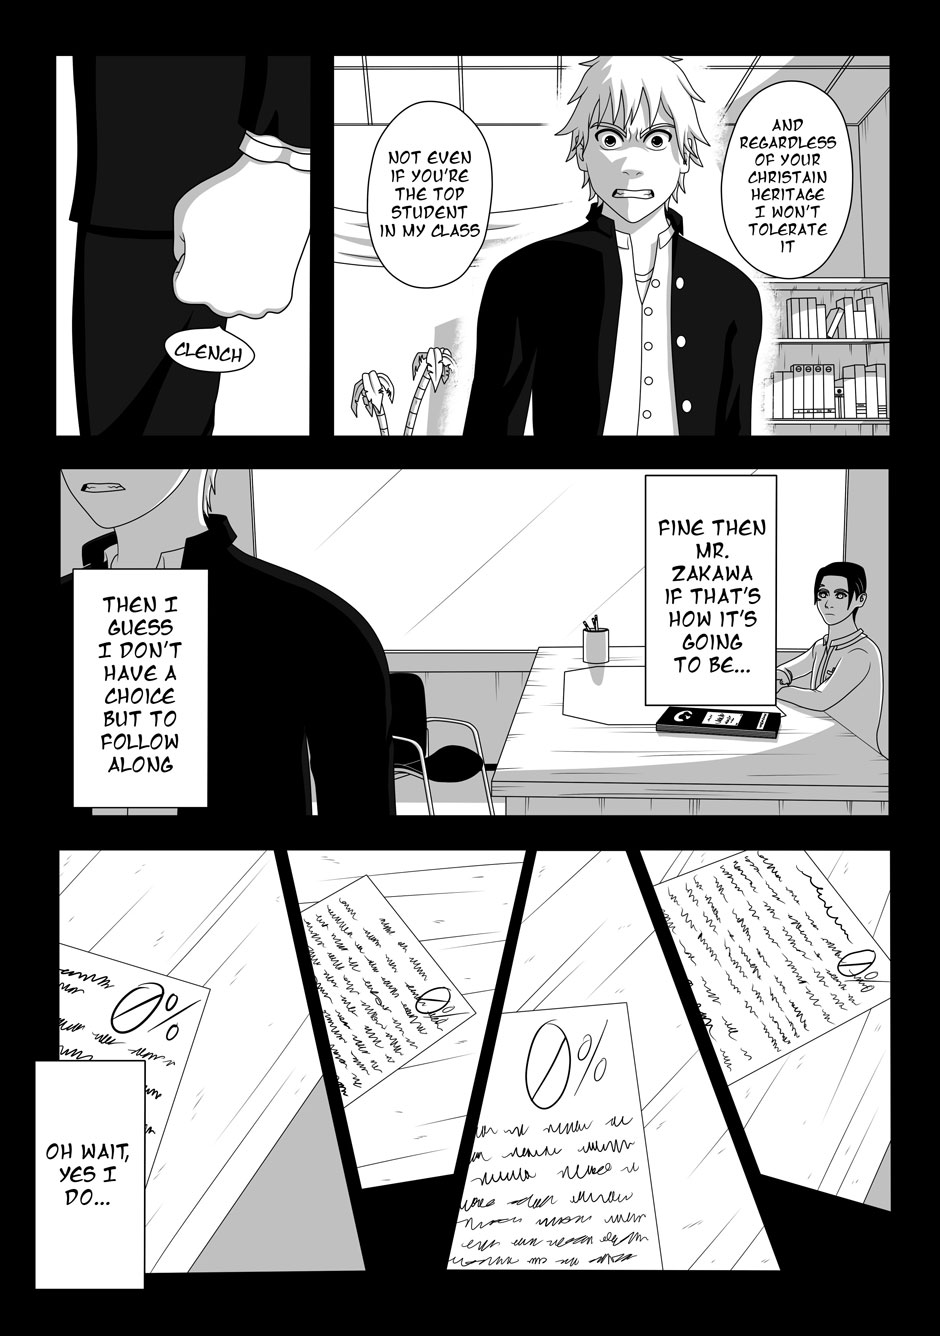 AND
REGARDLESS
OF YOUR
CHRISTAIN
HERITAGE
I WON'T
TOLERATE
IT
NOT EVEN
IF YOU'RE
THE TOP
STUDENT
IN MY CLASS
CLENCH
FINE THEN
MR.
ZAKAWA
IF THAT'S
HOW IT'S
GOING
TO BE...
THEN I
GUESS
I DON'T
HAVE A
CHOICE
BUT TO
FOLLOW
ALONG
0%
0%
0%
0%
OH WAIT,
YES I
DO...